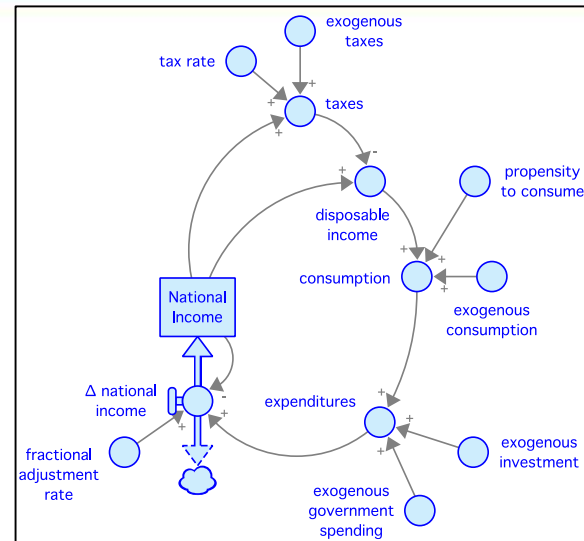 exogenous
taxes
tax rate
+
+
taxes
+
-
propensity
to consume
+
disposable
income
+
+
consumption
+
National
Income
exogenous
consumption
Δ national
income
-
+
expenditures
+
+
+
exogenous
investment
fractional
adjustment
rate
+
exogenous
government
spending